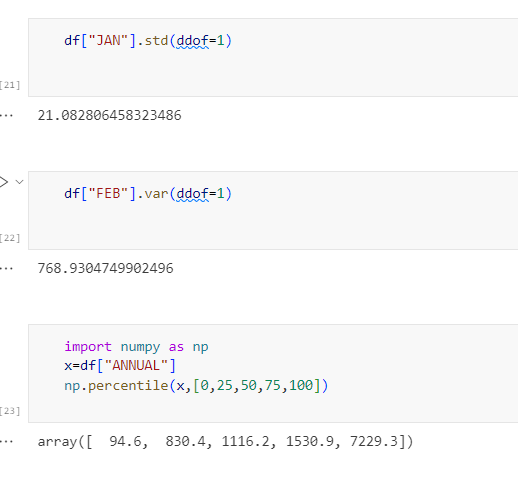 df["JAN"].std(ddof=1)
[21]
... 21.082806458323486
df["FEB"].var(ddof=1)
[22]
... 768.9304749902496
import numpy as np
x=df["ANNUAL"]
np.percentile(x,[0,25,50,75,100])
[23]
... array([  94.6,  830.4, 1116.2, 1530.9, 7229.3])